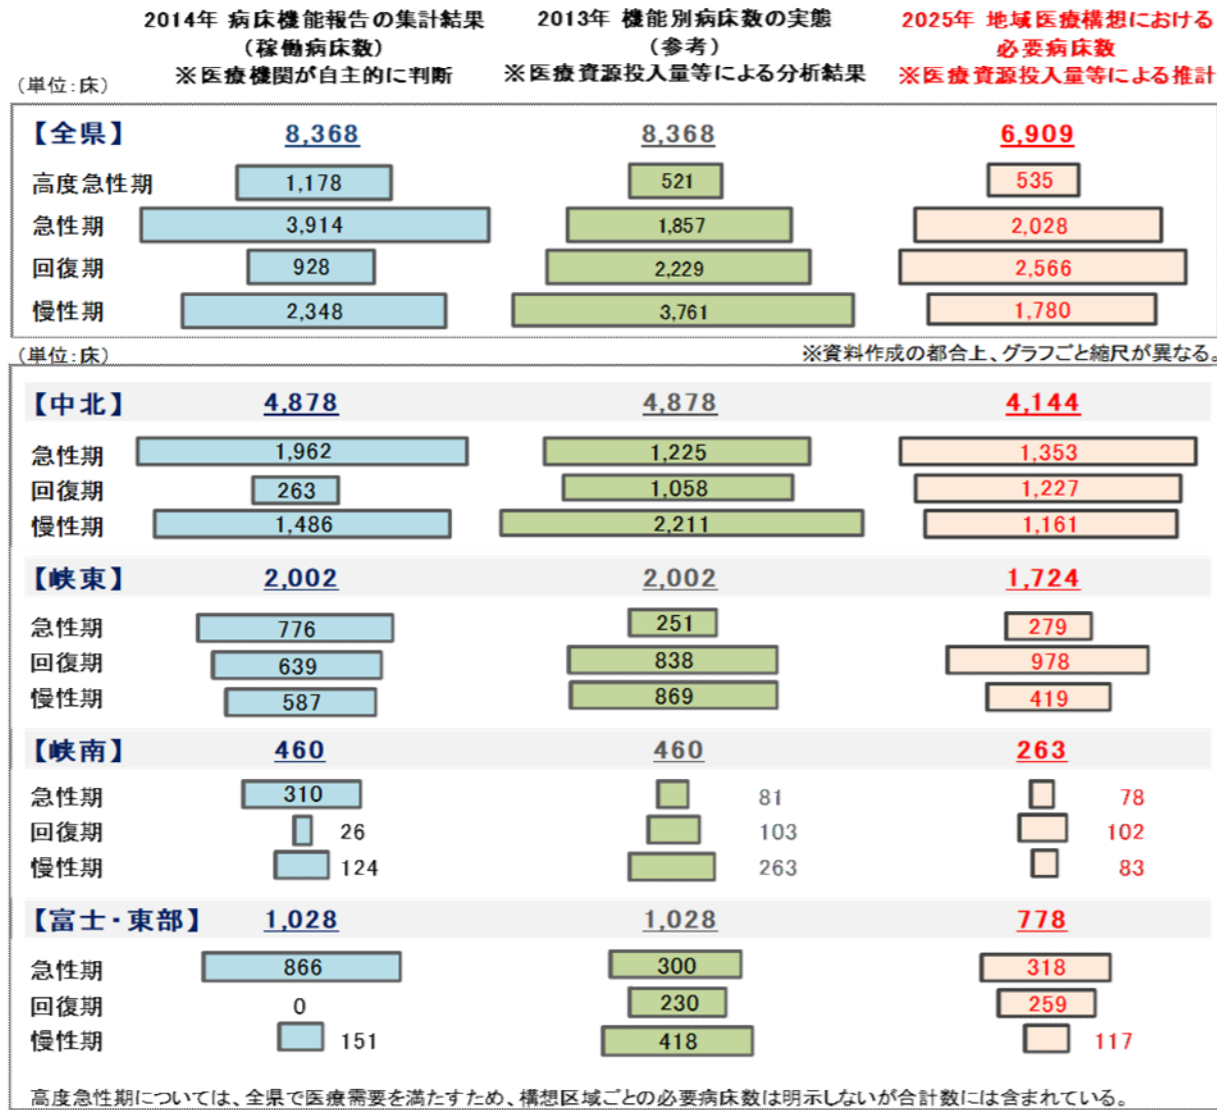 2014年 病床機能報告の集計結果
(稼働病床数)
※医療機関が自主的に判断
2013年 機能別病床数の実態
(参考)
※医療資源投入量等による分析結果
2025年 地域医療構想における
必要病床数
※医療資源投入量等による推計
(単位:床)
【全県】 8,368 8,368 6,909
高度急性期 1,178 521 535
急性期 3,914 1,857 2,028
回復期 928 2,229 2,566
慢性期 2,348 3,761 1,780
(単位:床) ※資料作成の都合上、グラフごと縮尺が異なる。
【中北】 4,878 4,878 4,144
急性期 1,962 1,225 1,353
回復期 263 1,058 1,227
慢性期 1,486 2,211 1,161
【峡東】 2,002 2,002 1,724
急性期 776 251 279
回復期 639 838 978
慢性期 587 869 419
【峡南】 460 460 263
急性期 310 81 78
回復期 26 103 102
慢性期 124 263 83
【富士・東部】 1,028 1,028 778
急性期 866 300 318
回復期 0 230 259
慢性期 151 418 117
高度急性期については、全県で医療需要を満たすため、構想区域ごとの必要病床数は明示しないが合計数には含まれている。